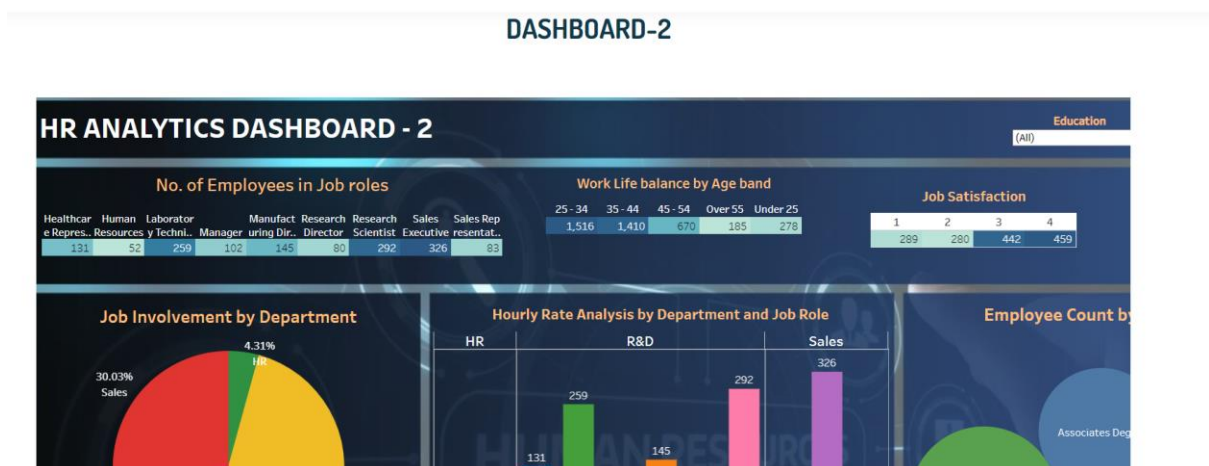 DASHBOARD-2
HR ANALYTICS DASHBOARD - 2
Education
(All)
No. of Employees in Job roles
Healthcar Human Laborator Manufact Research Research Sales Sales Rep
e Repres.. Resources y Techni.. Manager uring Dir.. Director Scientist Executive resentat..
131 52 259 102 145 80 292 326 83
Work Life balance by Age band
25 - 34 35 - 44 45 - 54 Over 55 Under 25
1,516 1,410 670 185 278
Job Satisfaction
1 2 3 4
289 280 442 459
Job Involvement by Department
4.31%
HR
30.03%
Sales
Hourly Rate Analysis by Department and Job Role
HR R&D Sales
326
292
259
145
131
HUMAN RESOURCES
Employee Count by
Associates Deg